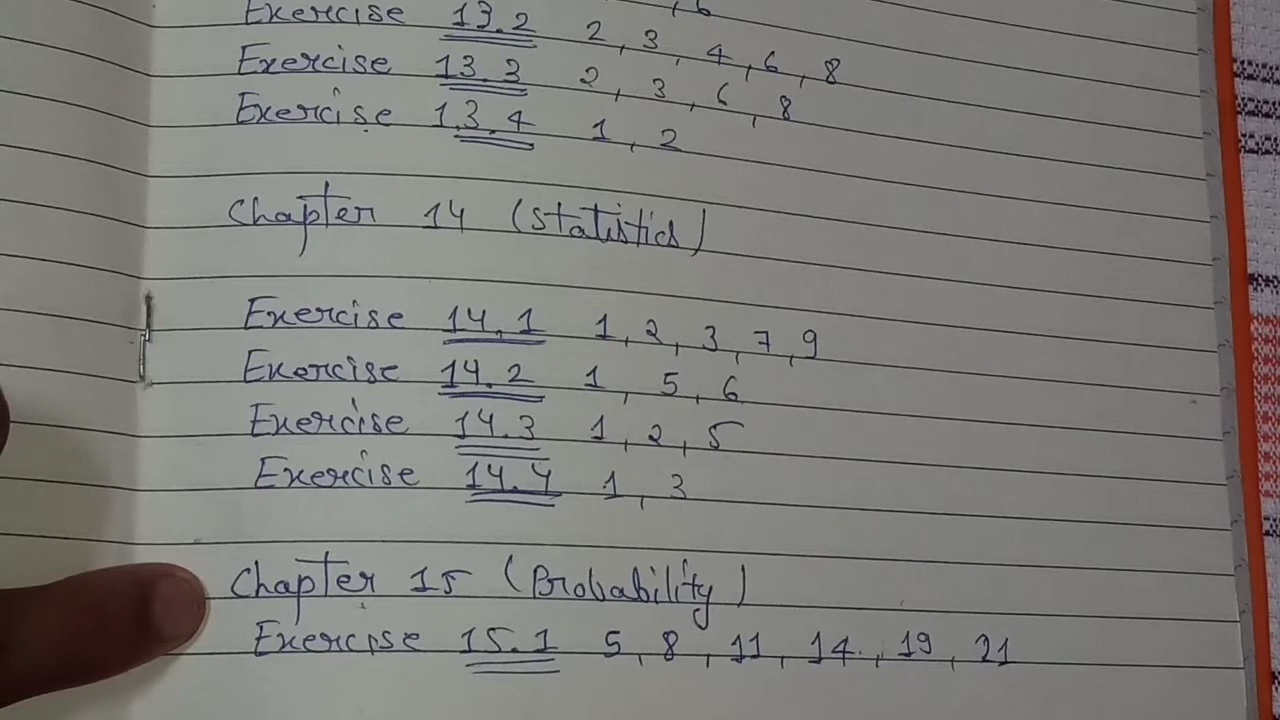 Exercise 13.2 2, 3, 4, 6, 8
Exercise 13.3 2, 3, 6, 8
Exercise 13.4 1, 2
Chapter 14 (Statistics)
Exercise 14.1 1, 2, 3, 7, 9
Exercise 14.2 1, 5, 6
Exercise 14.3 1, 2, 5
Exercise 14.4 1, 3
Chapter 15 (Probability)
Exercise 15.1 5, 8, 11, 14, 19, 21